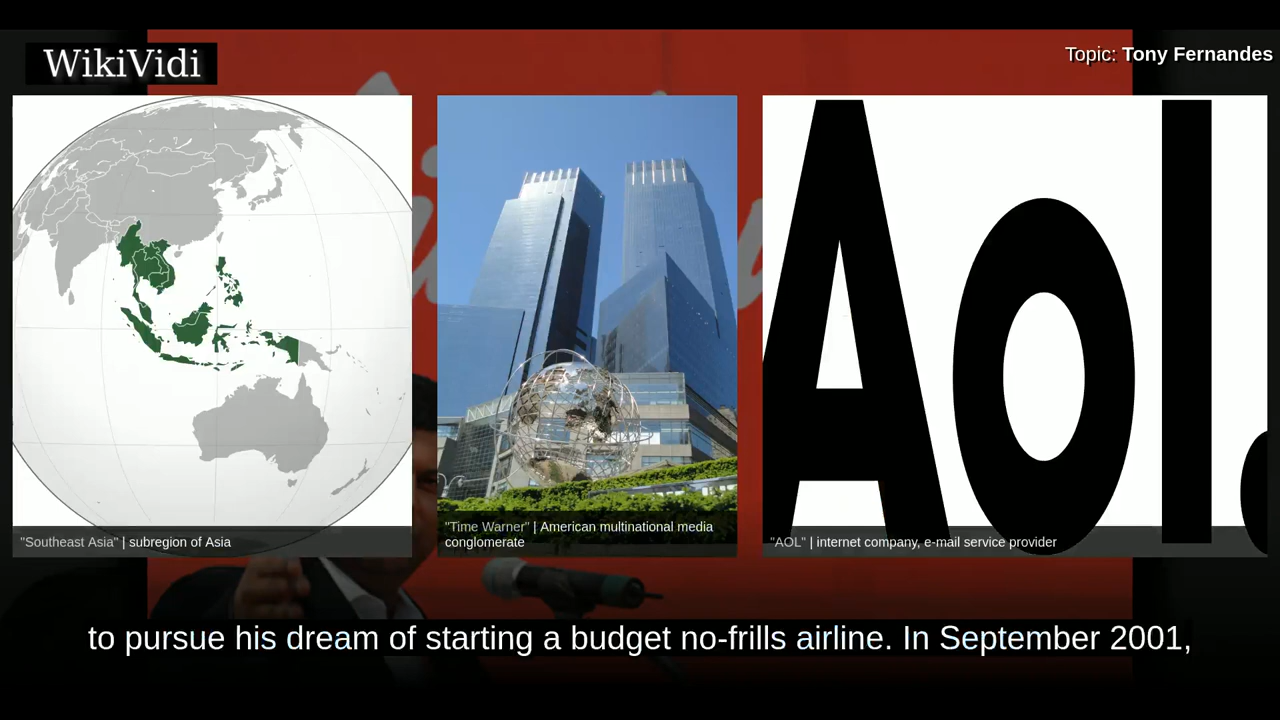 WikiVidi
Topic: Tony Fernandes
Aol.
"Southeast Asia" | subregion of Asia
"Time Warner" | American multinational media
conglomerate
"AOL" | internet company, e-mail service provider
to pursue his dream of starting a budget no-frills airline. In September 2001,